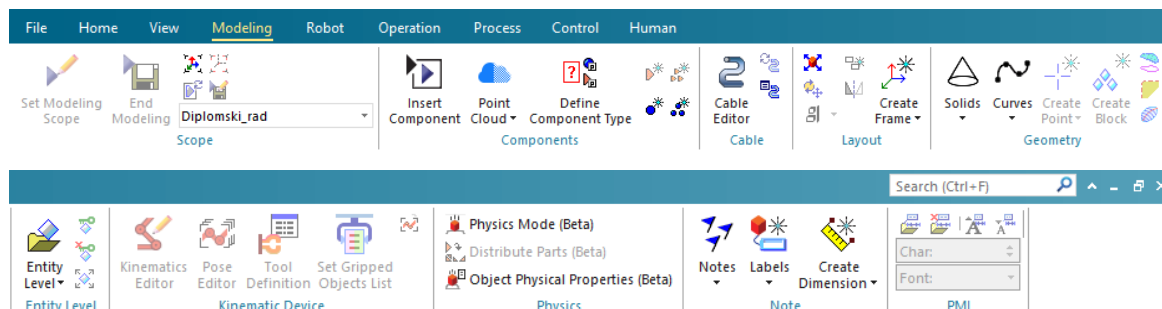 File Home View Modeling Robot Operation Process Control Human
Set Modeling Scope End Modeling Diplomski_rad Insert Component Point Cloud Define Component Type Cable Editor Create Frame Solids Curves Create Point Create Block
Scope Components Cable Layout Geometry
Search (Ctrl+F)
Entity Level Kinematics Editor Pose Editor Tool Definition Set Gripped Objects List Physics Mode (Beta) Notes Labels Create Dimension Char:
Distribute Parts (Beta) Font:
Object Physical Properties (Beta)
Entity Level Kinematic Device Physics Note PMI